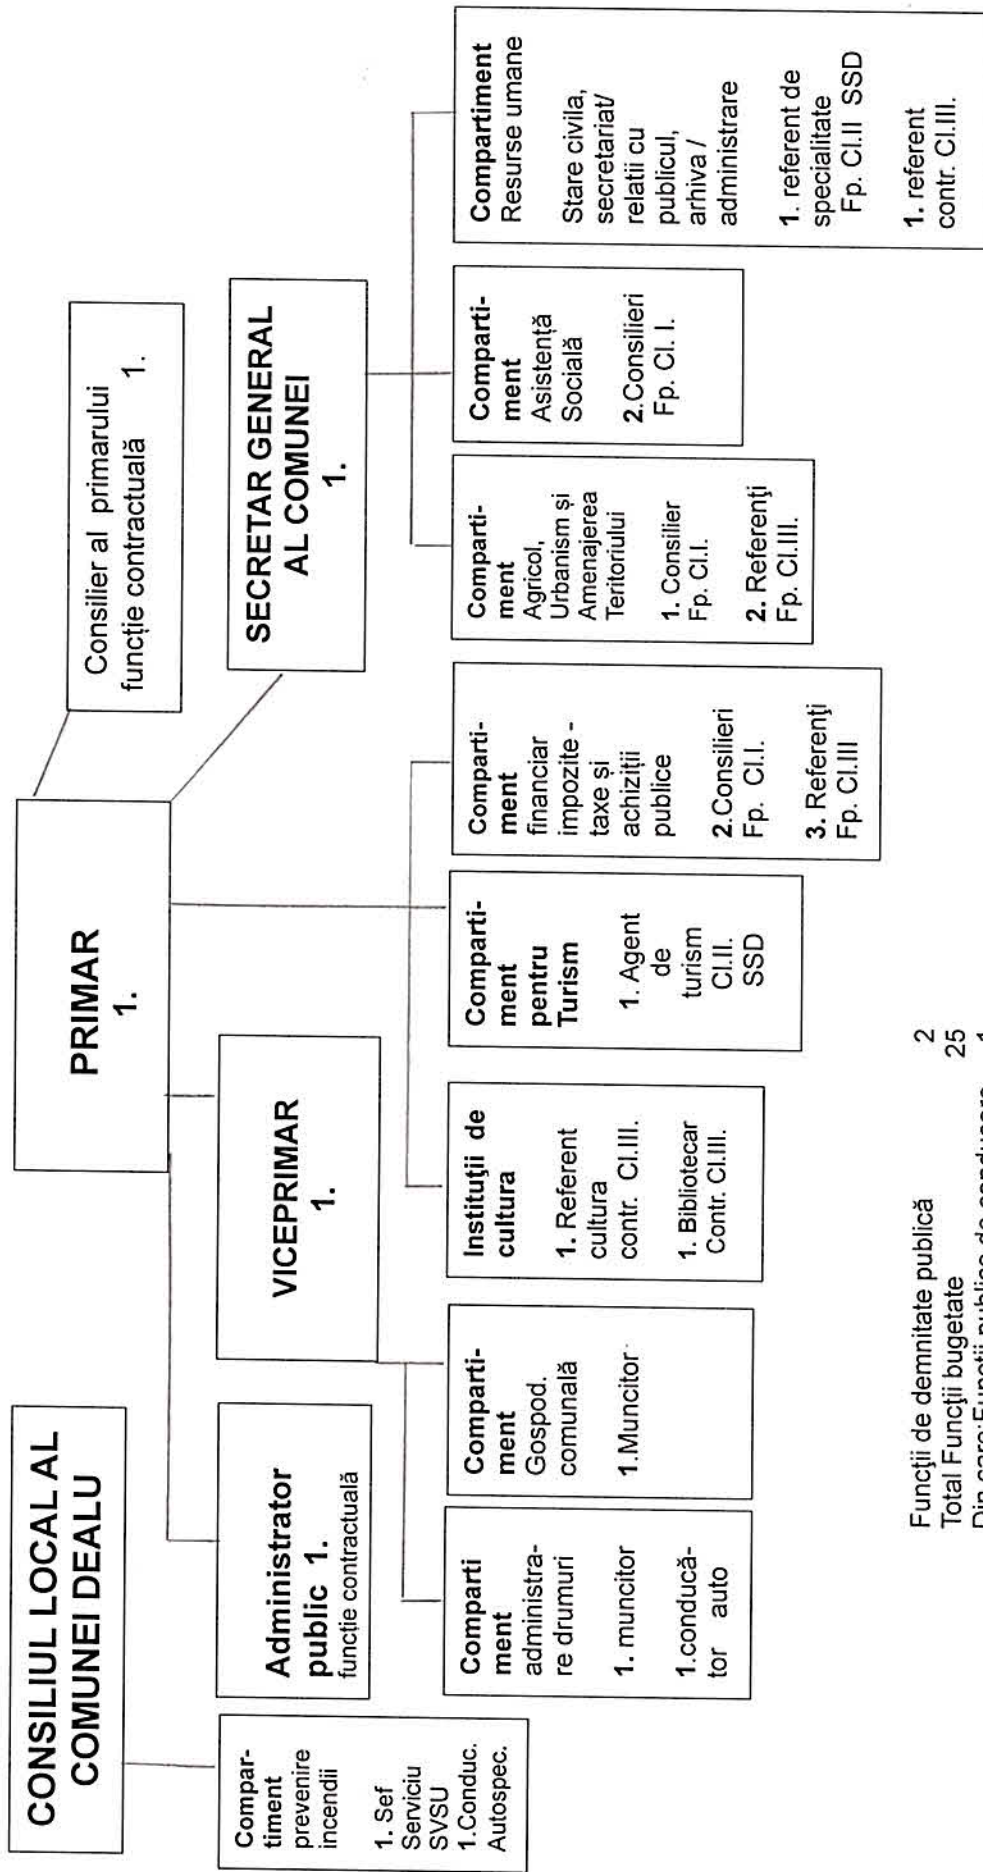 CONSILIUL LOCAL AL
COMUNEI DEALU
PRIMAR
1.
Consilier al primarului
funcție contractuală 1.
Administrator
public 1.
funcție contractuală
VICEPRIMAR
1.
SECRETAR GENERAL
AL COMUNEI
1.
Compar-
timent
prevenire
incendii
1. Sef
Serviciu
SVSU
1.Conduc.
Autospec.
Comparti
ment
administra-
re drumuri
1. muncitor
1.conducă-
tor auto
Comparti-
ment
Gospod.
comunală
1.Muncitor
Instituţii de
cultura
1. Referent
cultura
contr. Cl.III.
1. Bibliotecar
Contr. Cl.III.
Comparti-
ment
pentru
Turism
1. Agent
de
turism
Cl.II.
SSD
Comparti-
ment
financiar
impozite -
taxe și
achiziții
publice
2.Consilieri
Fp. Cl.I.
3. Referenţi
Fp. Cl.III
Comparti-
ment
Agricol,
Urbanism și
Amenajerea
Teritoriului
1. Consilier
Fp. Cl.I.
2. Referenţi
Fp. Cl.III.
Comparti-
ment
Asistență
Socială
2.Consilieri
Fp. Cl. I.
Compartiment
Resurse umane
Stare civila,
secretariat/
relatii cu
publicul,
arhiva /
administrare
1. referent de
specialitate
Fp. Cl.II SSD
1. referent
contr. Cl.III.
Funcţii de demnitate publică 2
Total Funcţii bugetate 25
Din care:Funcţii publice de conducere 1